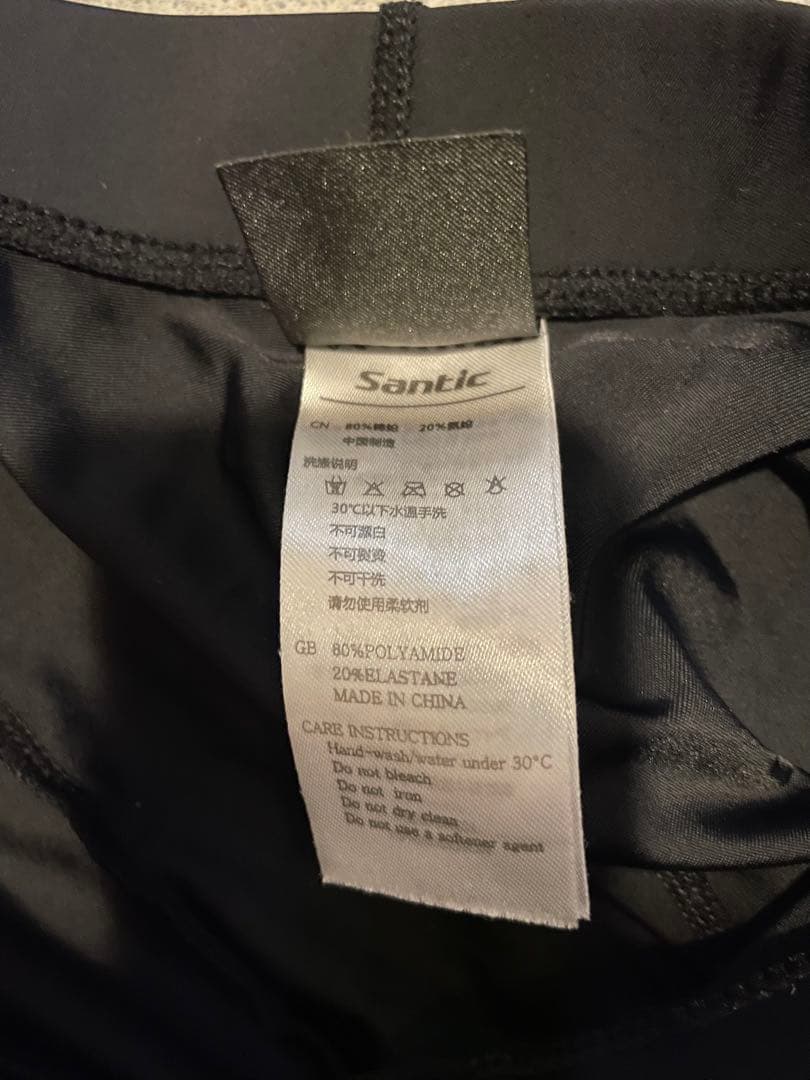 Santic
CN 80%锦纶 20%氨纶
中国制造
洗涤说明
30℃以下水温手洗
不可漂白
不可熨烫
不可干洗
请勿使用柔软剂
GB 80%POLYAMIDE
20%ELASTANE
MADE IN CHINA
CARE INSTRUCTIONS
Hand-wash/water under 30°C
Do not bleach
Do not iron
Do not dry clean
Do not use a softener agent